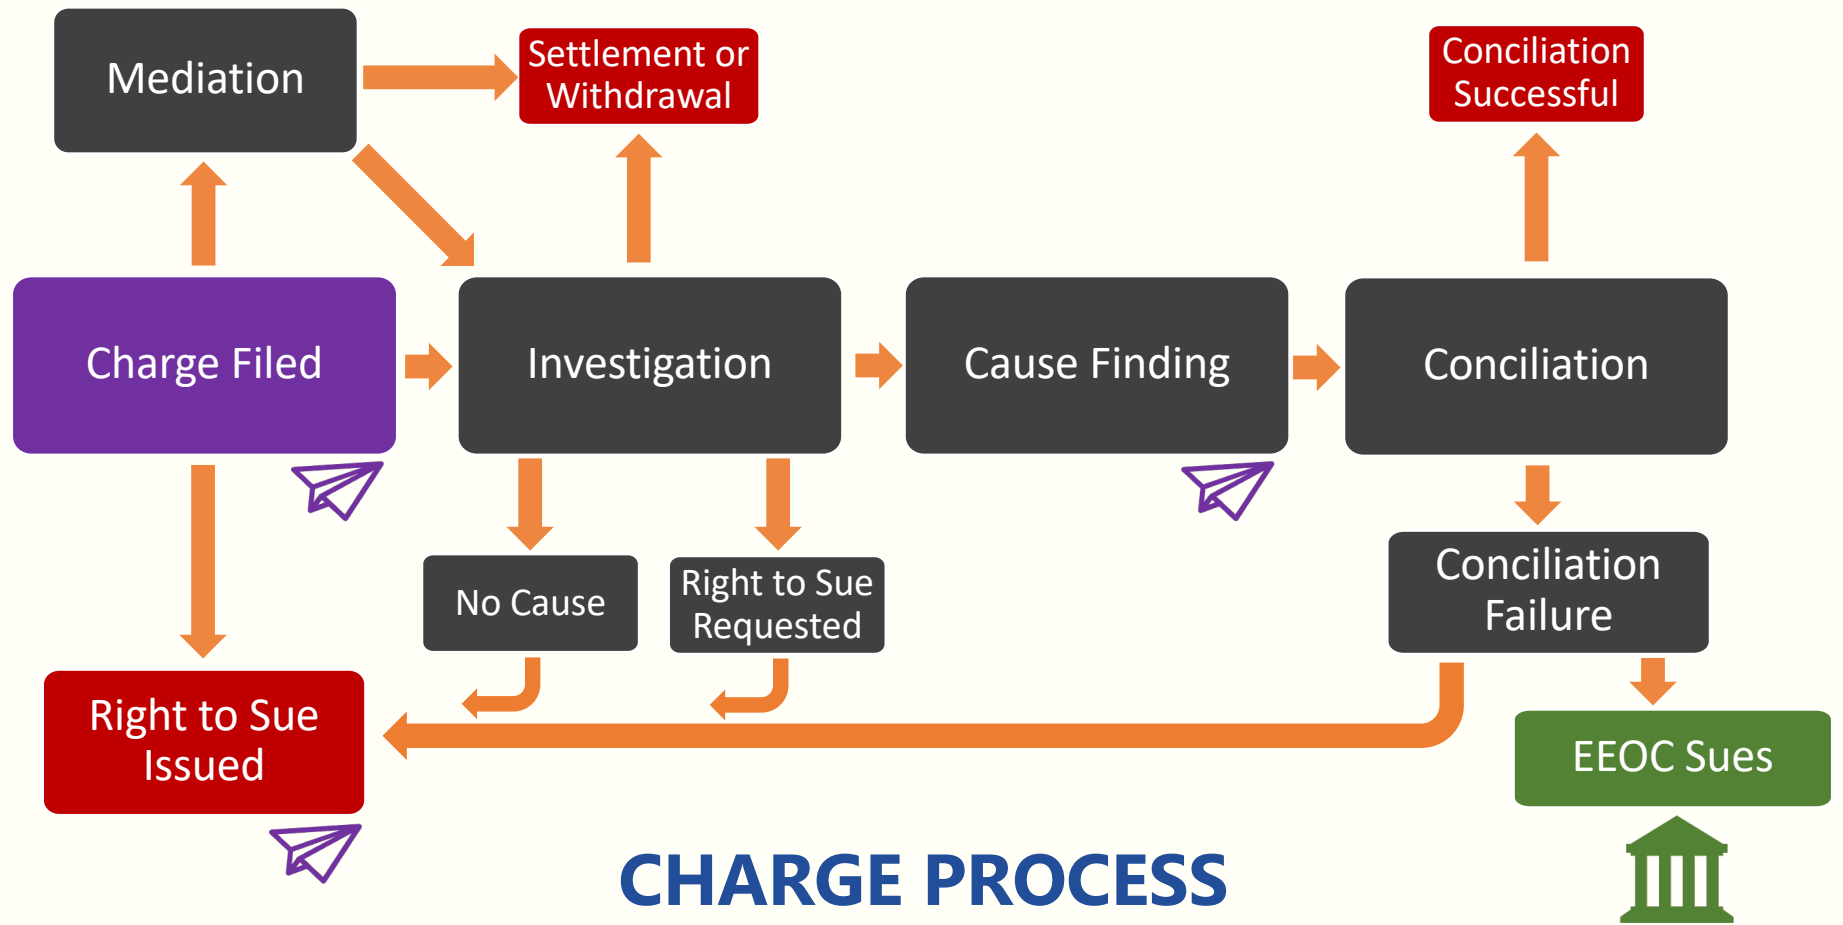 Mediation
Settlement or
Withdrawal
Conciliation
Successful
Charge Filed
Investigation
Cause Finding
Conciliation
No Cause
Right to Sue
Requested
Conciliation
Failure
Right to Sue
Issued
EEOC Sues
CHARGE PROCESS